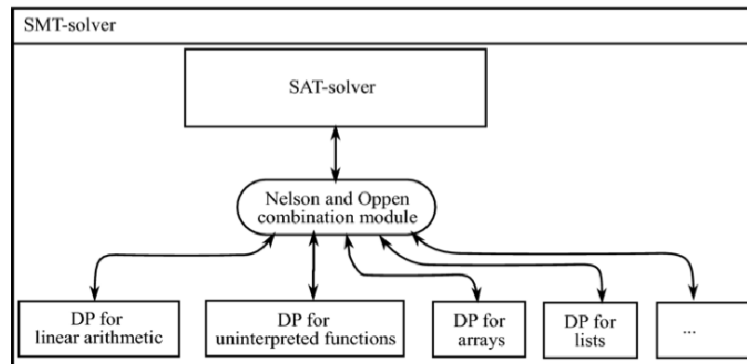 SMT-solver
SAT-solver
Nelson and Oppen
combination module
DP for
linear arithmetic
DP for
uninterpreted functions
DP for
arrays
DP for
lists
...